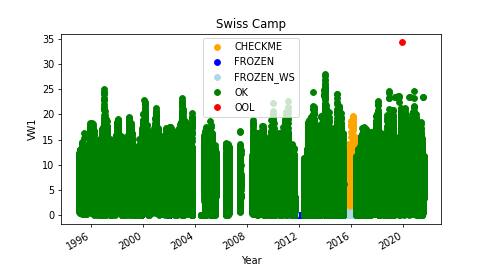 Swiss Camp
VW1
35
30
25
20
15
10
5
0
CHECKME
FROZEN
FROZEN_WS
OK
OOL
1996
2000
2004
2008
2012
2016
2020
Year